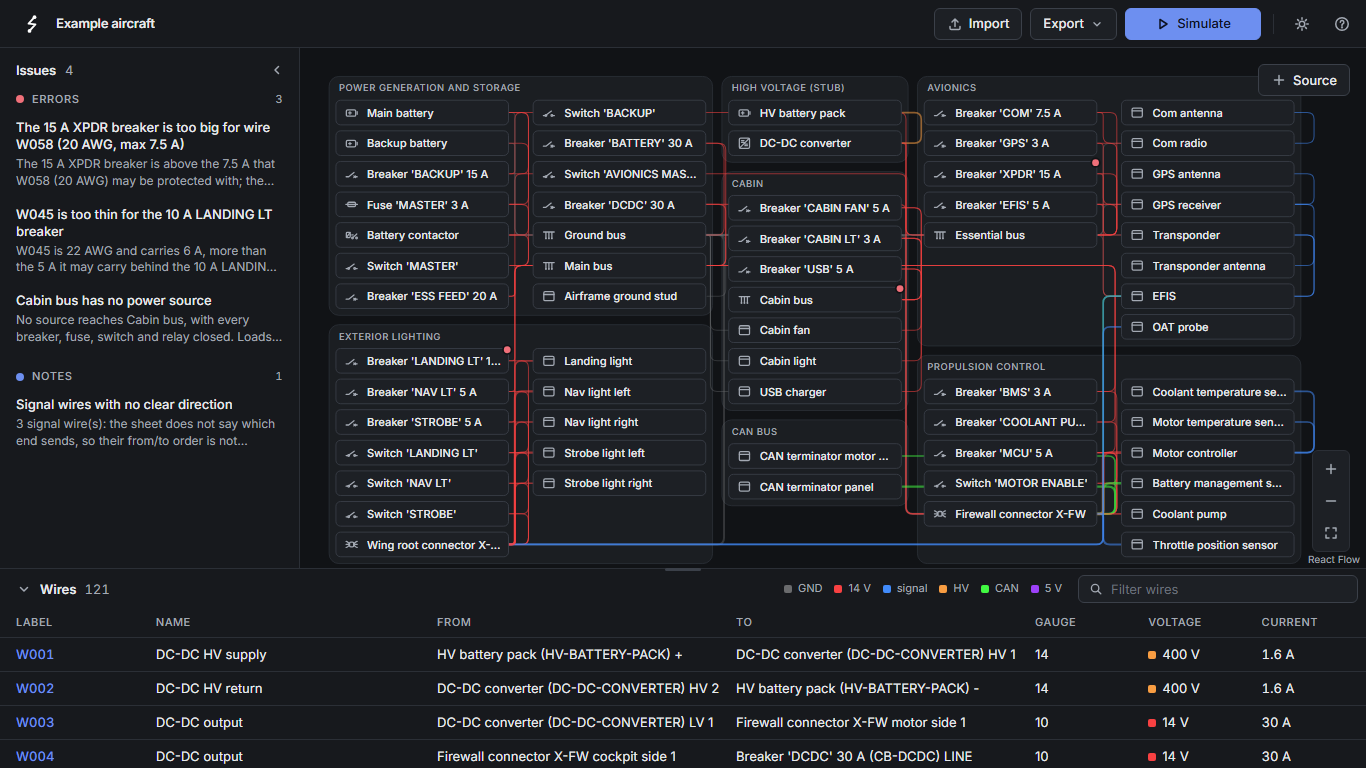 Example aircraft
Import
Export
Simulate
Issues 4
ERRORS 3
The 15 A XPDR breaker is too big for wire
W058 (20 AWG, max 7.5 A)
The 15 A XPDR breaker is above the 7.5 A that
W058 (20 AWG) may be protected with; the...
W045 is too thin for the 10 A LANDING LT
breaker
W045 is 22 AWG and carries 6 A, more than
the 5 A it may carry behind the 10 A LANDIN...
Cabin bus has no power source
No source reaches Cabin bus, with every
breaker, fuse, switch and relay closed. Loads...
NOTES 1
Signal wires with no clear direction
3 signal wire(s): the sheet does not say which
end sends, so their from/to order is not...
Source
POWER GENERATION AND STORAGE
Main battery
Backup battery
Breaker 'BACKUP' 15 A
Fuse 'MASTER' 3 A
Battery contactor
Switch 'MASTER'
Breaker 'ESS FEED' 20 A
Switch 'BACKUP'
Breaker 'BATTERY' 30 A
Switch 'AVIONICS MAS...
Breaker 'DCDC' 30 A
Ground bus
Main bus
Airframe ground stud
EXTERIOR LIGHTING
Breaker 'LANDING LT' 1...
Breaker 'NAV LT' 5 A
Breaker 'STROBE' 5 A
Switch 'LANDING LT'
Switch 'NAV LT'
Switch 'STROBE'
Wing root connector X-...
Landing light
Nav light left
Nav light right
Strobe light left
Strobe light right
HIGH VOLTAGE (STUB)
HV battery pack
DC-DC converter
CABIN
Breaker 'CABIN FAN' 5 A
Breaker 'CABIN LT' 3 A
Breaker 'USB' 5 A
Cabin bus
Cabin fan
Cabin light
USB charger
CAN BUS
CAN terminator motor ...
CAN terminator panel
AVIONICS
Breaker 'COM' 7.5 A
Breaker 'GPS' 3 A
Breaker 'XPDR' 15 A
Breaker 'EFIS' 5 A
Essential bus
Com antenna
Com radio
GPS antenna
GPS receiver
Transponder
Transponder antenna
EFIS
OAT probe
PROPULSION CONTROL
Breaker 'BMS' 3 A
Breaker 'COOLANT PU...
Breaker 'MCU' 5 A
Switch 'MOTOR ENABLE'
Firewall connector X-FW
Coolant temperature se...
Motor temperature sen...
Motor controller
Battery management s...
Coolant pump
Throttle position sensor
React Flow
Wires 121
GND 14 V signal HV CAN 5 V
Filter wires
LABEL NAME FROM TO GAUGE VOLTAGE CURRENT
W001 DC-DC HV supply HV battery pack (HV-BATTERY-PACK) + DC-DC converter (DC-DC-CONVERTER) HV 1 14 400 V 1.6 A
W002 DC-DC HV return DC-DC converter (DC-DC-CONVERTER) HV 2 HV battery pack (HV-BATTERY-PACK) - 14 400 V 1.6 A
W003 DC-DC output DC-DC converter (DC-DC-CONVERTER) LV 1 Firewall connector X-FW motor side 1 10 14 V 30 A
W004 DC-DC output Firewall connector X-FW cockpit side 1 Breaker 'DCDC' 30 A (CB-DCDC) LINE 10 14 V 30 A